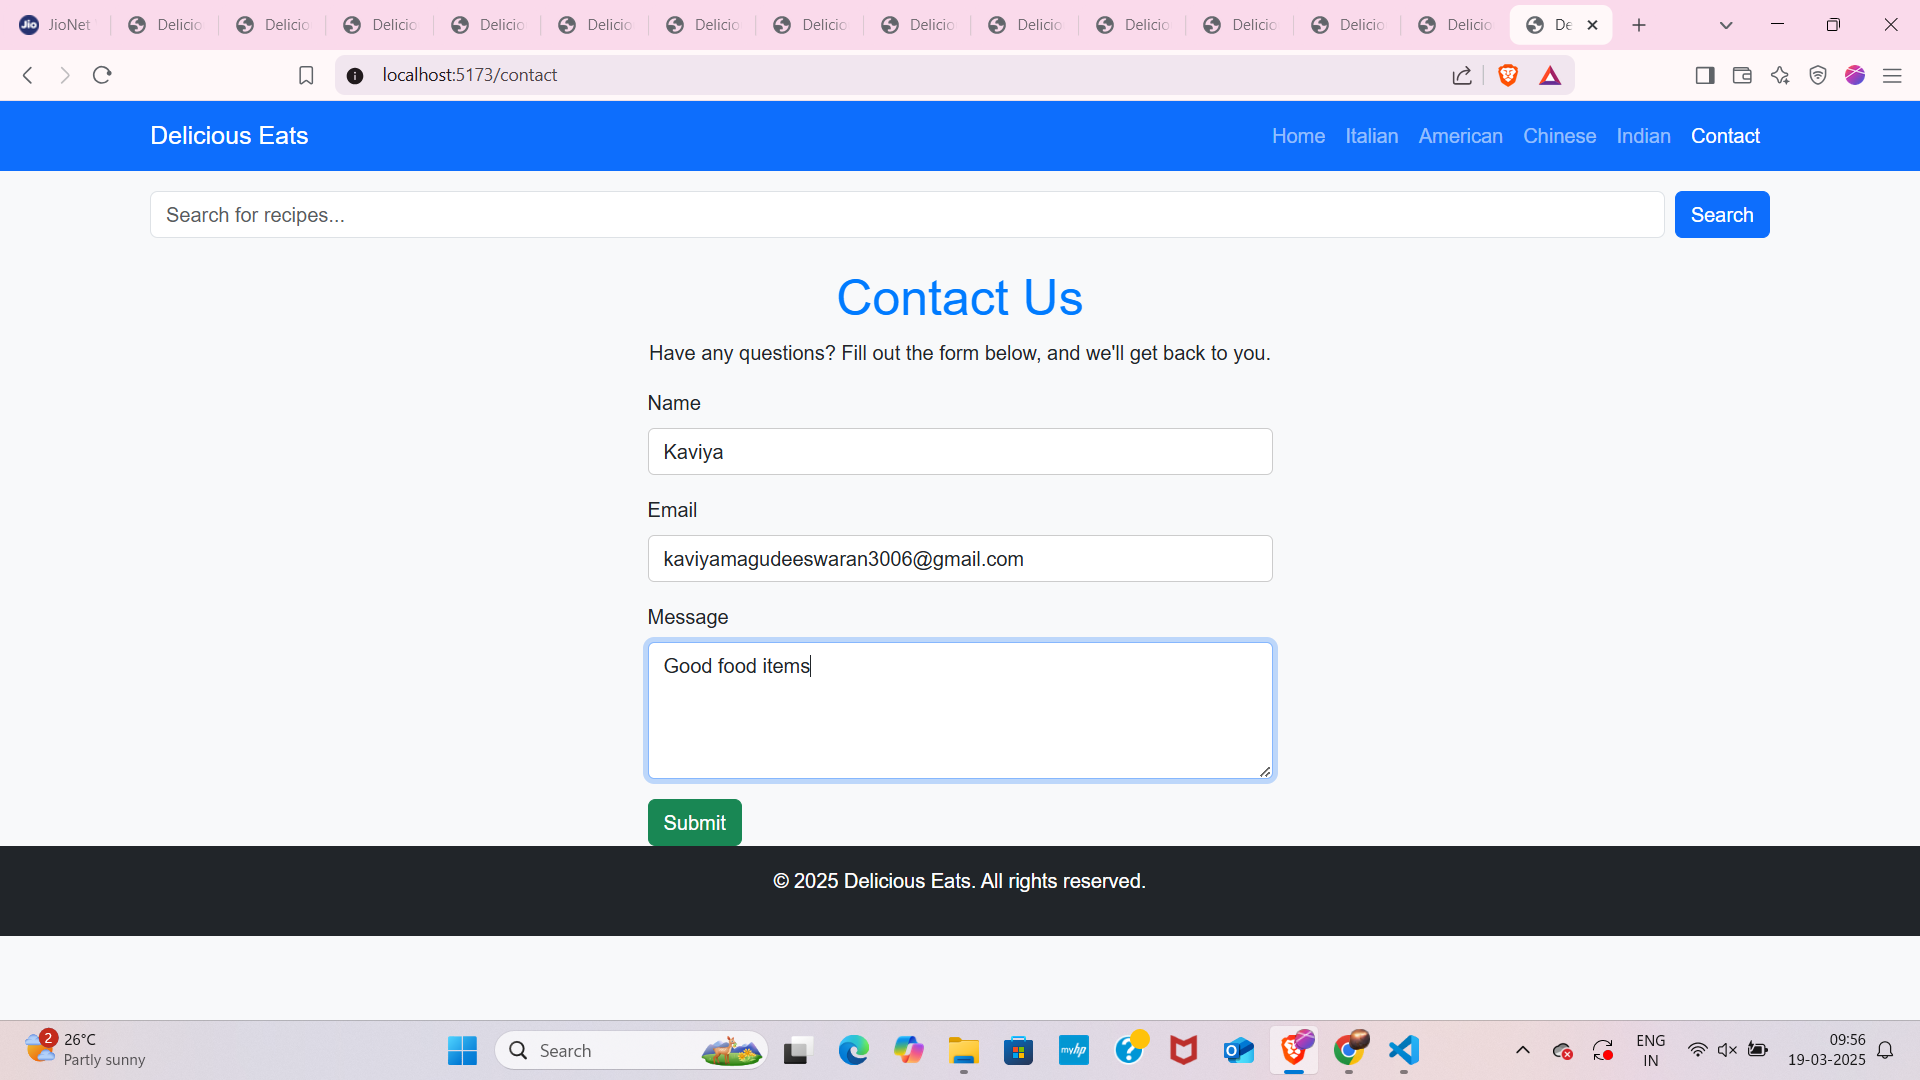 JioNet
Delicio
Delicio
Delicio
Delicio
Delicio
Delicio
Delicio
Delicio
Delicio
Delicio
Delicio
Delicio
Delicio
De
localhost:5173/contact
Delicious Eats
Home Italian American Chinese Indian Contact
Search for recipes...
Search
Contact Us
Have any questions? Fill out the form below, and we'll get back to you.
Name
Kaviya
Email
kaviyamagudeeswaran3006@gmail.com
Message
Good food items
Submit
© 2025 Delicious Eats. All rights reserved.
2
26°C
Partly sunny
Search
myhp
ENG
IN
09:56
19-03-2025